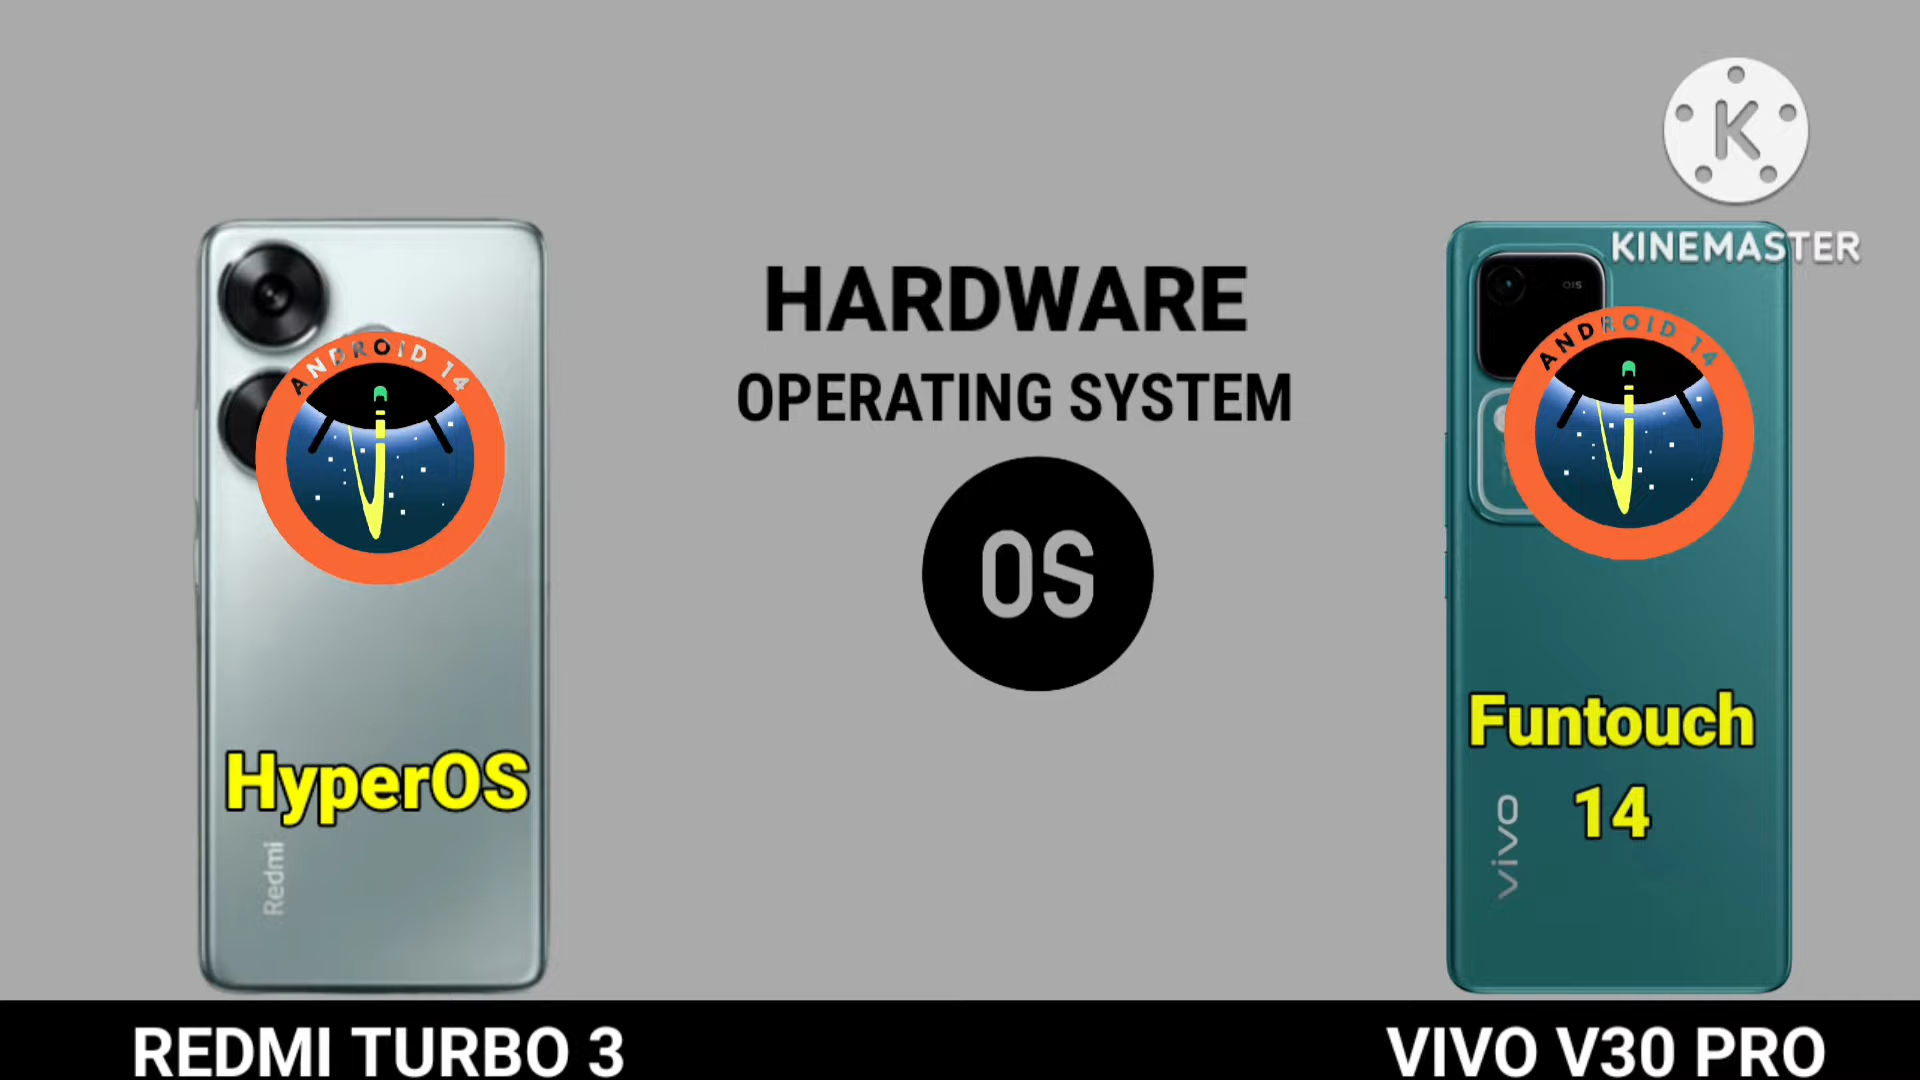 K
KINEMASTER
HARDWARE
OPERATING SYSTEM
OS
ANDROID 14
HyperOS
Redmi
OIS
ANDROID 14
Funtouch
14
vivo
REDMI TURBO 3
VIVO V30 PRO